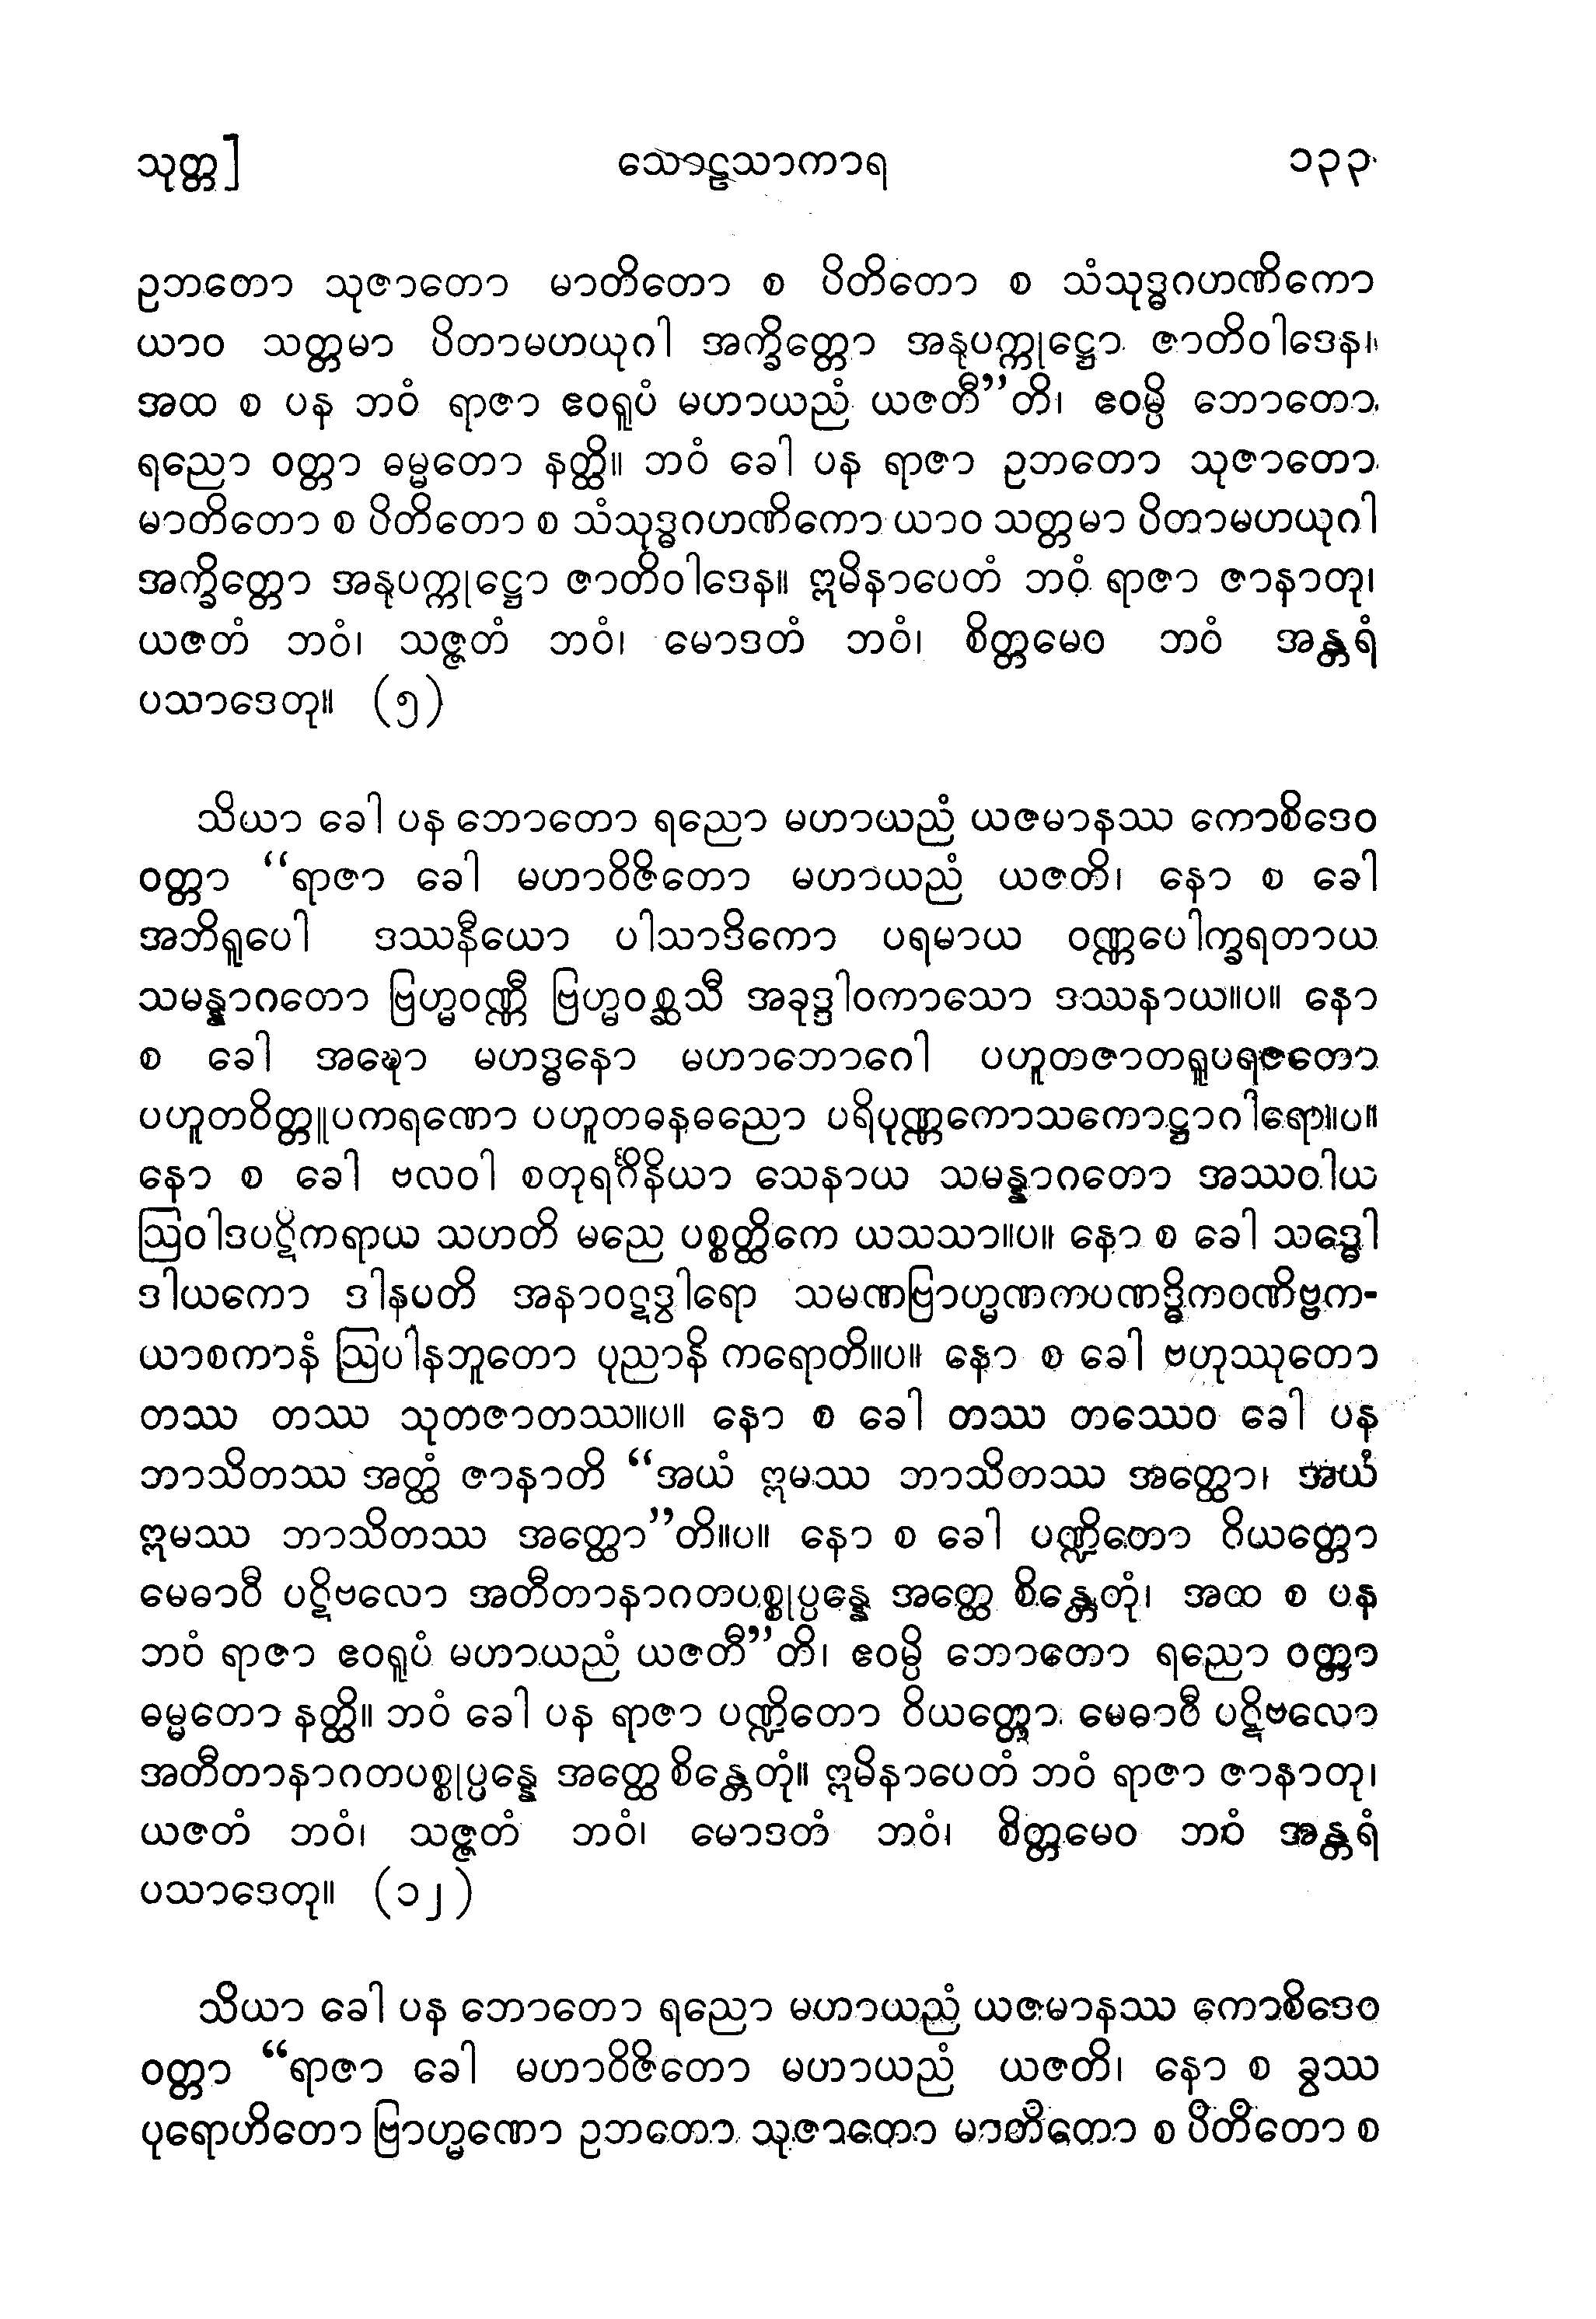 သုတ္တ] သောဠသာကာရ ၁၃၃
ဥဘတော သုဇာတော မာတိတော စ ပိတိတော စ သံသုဒ္ဓဂဟဏိကော
ယာဝ သတ္တမာ ပိတာမဟယုဂါ အက္ခိတ္တော အနုပက္ကုဋ္ဌော ဇာတိဝါဒေန။
အထ စ ပန ဘဝံ ရာဇာ ဧဝရူပံ မဟာယညံ ယဇတီ”တိ၊ ဧဝမ္ပိ ဘောတော
ရညော ဝတ္တာ ဓမ္မတော နတ္ထိ။ ဘဝံ ခေါ ပန ရာဇာ ဥဘတော သုဇာတော
မာတိတော စ ပိတိတော စ သံသုဒ္ဓဂဟဏိကော ယာဝ သတ္တမာ ပိတာမဟယုဂါ
အက္ခိတ္တော အနုပက္ကုဋ္ဌော ဇာတိဝါဒေန။ ဣမိနာပေတံ ဘဝံ ရာဇာ ဇာနာတု၊
ယဇတံ ဘဝံ၊ သဇ္ဇတံ ဘဝံ၊ မောဒတံ ဘဝံ၊ စိတ္တမေဝ ဘဝံ အန္တရံ
ပသာဒေတု။ (၅)
သိယာ ခေါ ပန ဘောတော ရညော မဟာယညံ ယဇမာနဿ ကောစိဒေဝ
ဝတ္တာ “ရာဇာ ခေါ မဟာဝိဇိတော မဟာယညံ ယဇတိ၊ နော စ ခေါ
အဘိရူပေါ ဒဿနီယော ပါသာဒိကော ပရမာယ ဝဏ္ဏပေါက္ခရတာယ
သမန္နာဂတော ဗြဟ္မဝဏ္ဏီ ဗြဟ္မဝစ္ဆသီ အခုဒ္ဒါဝကာသော ဒဿနာယ။ပ။ နော
စ ခေါ အဍ္ဎော မဟဒ္ဓနော မဟာဘောဂေါ ပဟူတဇာတရူပရဇတော
ပဟူတဝိတ္တူပကရဏော ပဟူတဓနဓညော ပရိပုဏ္ဏကောသကောဋ္ဌာဂါရော။ပ။
နော စ ခေါ ဗလဝါ စတုရင်္ဂိနိယာ သေနာယ သမန္နာဂတော အဿဝါယ
ဩဝါဒပဋိကရာယ သဟတိ မညေ ပစ္စတ္ထိကေ ယသသာ။ပ။ နော စ ခေါ သဒ္ဓေါ
ဒါယကော ဒါနပတိ အနာဝဋဒွါရော သမဏဗြာဟ္မဏကပဏဒ္ဓိကဝဏိဗ္ဗက-
ယာစကာနံ ဩပါနဘူတော ပုညာနိ ကရောတိ။ပ။ နော စ ခေါ ဗဟုဿုတော
တဿ တဿ သုတဇာတဿ။ပ။ နော စ ခေါ တဿ တဿေဝ ခေါ ပန
ဘာသိတဿ အတ္ထံ ဇာနာတိ “အယံ ဣမဿ ဘာသိတဿ အတ္ထော၊ အယံ
ဣမဿ ဘာသိတဿ အတ္ထော”တိ။ပ။ နော စ ခေါ ပဏ္ဍိတော ဝိယတ္တော
မေဓာဝီ ပဋိဗလော အတီတာနာဂတပစ္စုပ္ပန္နေ အတ္ထေ စိန္တေတုံ၊ အထ စ ပန
ဘဝံ ရာဇာ ဧဝရူပံ မဟာယညံ ယဇတီ”တိ၊ ဧဝမ္ပိ ဘောတော ရညော ဝတ္တာ
ဓမ္မတော နတ္ထိ။ ဘဝံ ခေါ ပန ရာဇာ ပဏ္ဍိတော ဝိယတ္တော မေဓာဝီ ပဋိဗလော
အတီတာနာဂတပစ္စုပ္ပန္နေ အတ္ထေ စိန္တေတုံ။ ဣမိနာပေတံ ဘဝံ ရာဇာ ဇာနာတု၊
ယဇတံ ဘဝံ၊ သဇ္ဇတံ ဘဝံ၊ မောဒတံ ဘဝံ၊ စိတ္တမေဝ ဘဝံ အန္တရံ
ပသာဒေတု။ (၁၂)
သိယာ ခေါ ပန ဘောတော ရညော မဟာယညံ ယဇမာနဿ ကောစိဒေဝ
ဝတ္တာ “ရာဇာ ခေါ မဟာဝိဇိတော မဟာယညံ ယဇတိ၊ နော စ ခွဿ
ပုရောဟိတော ဗြာဟ္မဏော ဥဘတော သုဇာတော မာတိတော စ ပိတိတော စ